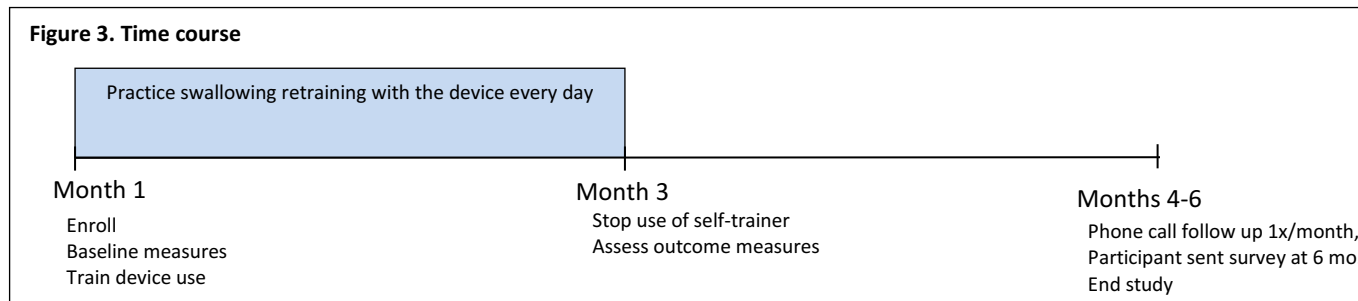 Figure 3. Time course
Practice swallowing retraining with the device every day
Month 1
Enroll
Baseline measures
Train device use
Month 3
Stop use of self-trainer
Assess outcome measures
Months 4-6
Phone call follow up 1x/month,
Participant sent survey at 6 mo
End study